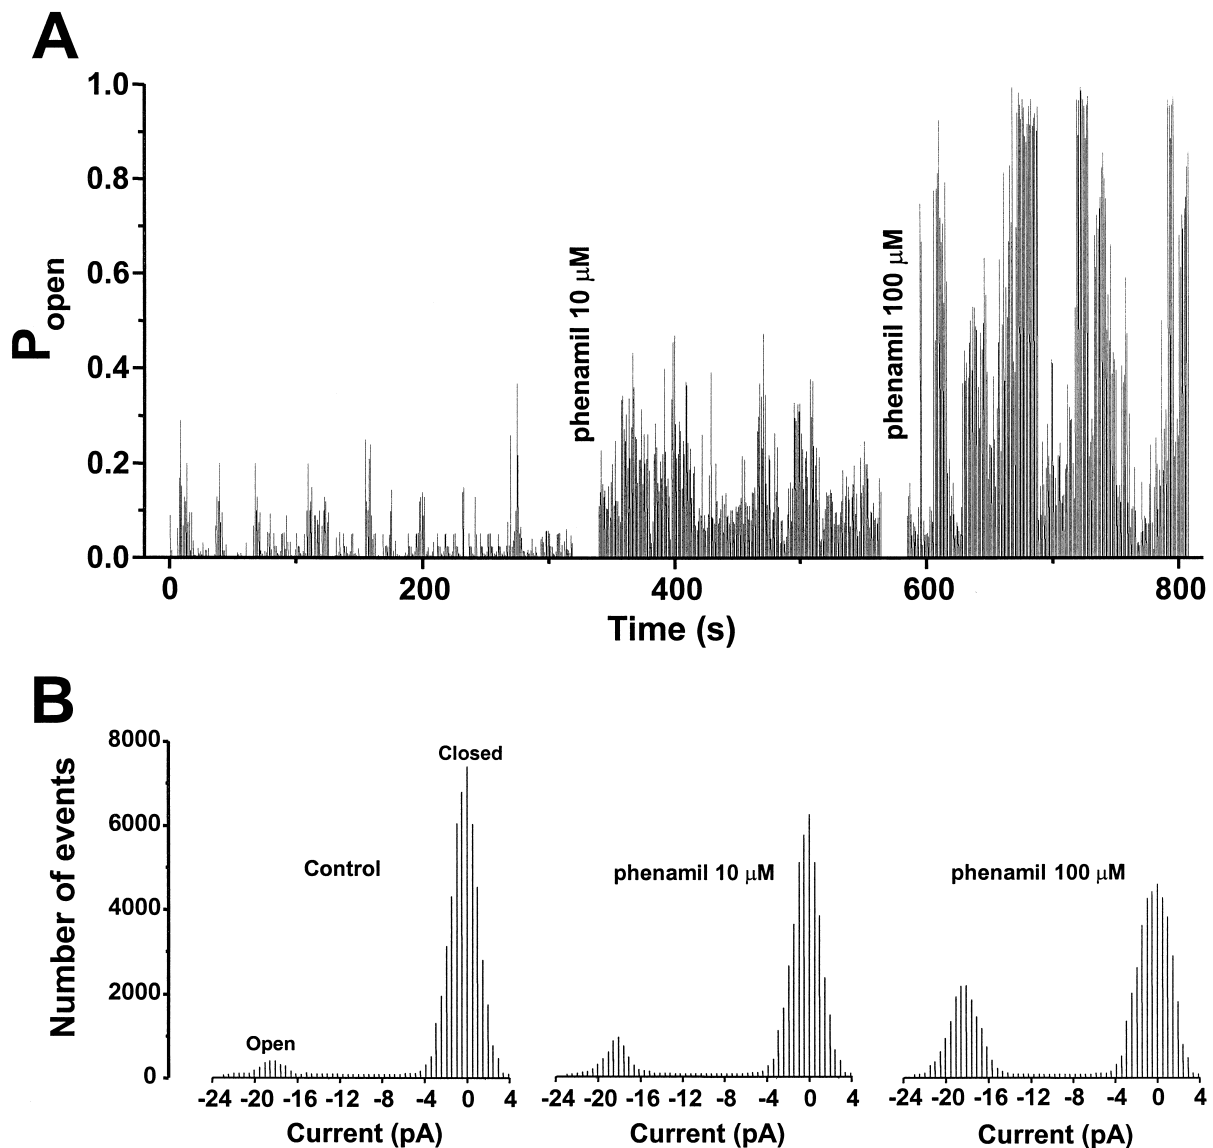 A
1.0
0.8
0.6
0.4
0.2
0.0
Popen
phenamil 10 μM
phenamil 100 μM
0 200 400 600 800
Time (s)
B
8000
6000
4000
2000
0
Number of events
Closed
Open
Control
phenamil 10 μM
phenamil 100 μM
-24 -20 -16 -12 -8 -4 0 4
-24 -20 -16 -12 -8 -4 0 4
-24 -20 -16 -12 -8 -4 0 4
Current (pA)
Current (pA)
Current (pA)